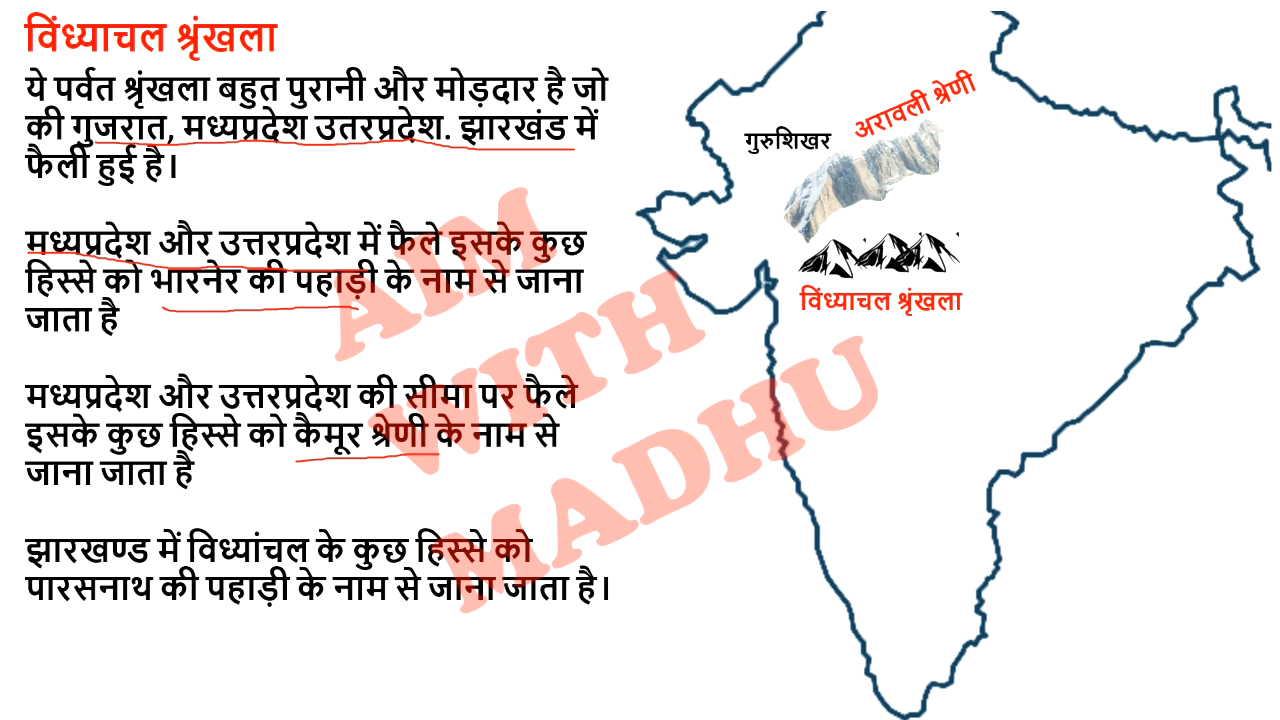 विंध्याचल श्रृंखला
ये पर्वत श्रृंखला बहुत पुरानी और मोड़दार है जो
की गुजरात, मध्यप्रदेश उतरप्रदेश. झारखंड में
फैली हुई है।
मध्यप्रदेश और उत्तरप्रदेश में फैले इसके कुछ
हिस्से को भारनेर की पहाड़ी के नाम से जाना
जाता है
मध्यप्रदेश और उत्तरप्रदेश की सीमा पर फैले
इसके कुछ हिस्से को कैमूर श्रेणी के नाम से
जाना जाता है
झारखण्ड में विध्यांचल के कुछ हिस्से को
पारसनाथ की पहाड़ी के नाम से जाना जाता है।
अरावली श्रेणी
गुरुशिखर
विंध्याचल श्रृंखला
AIM
WITH
MADHU